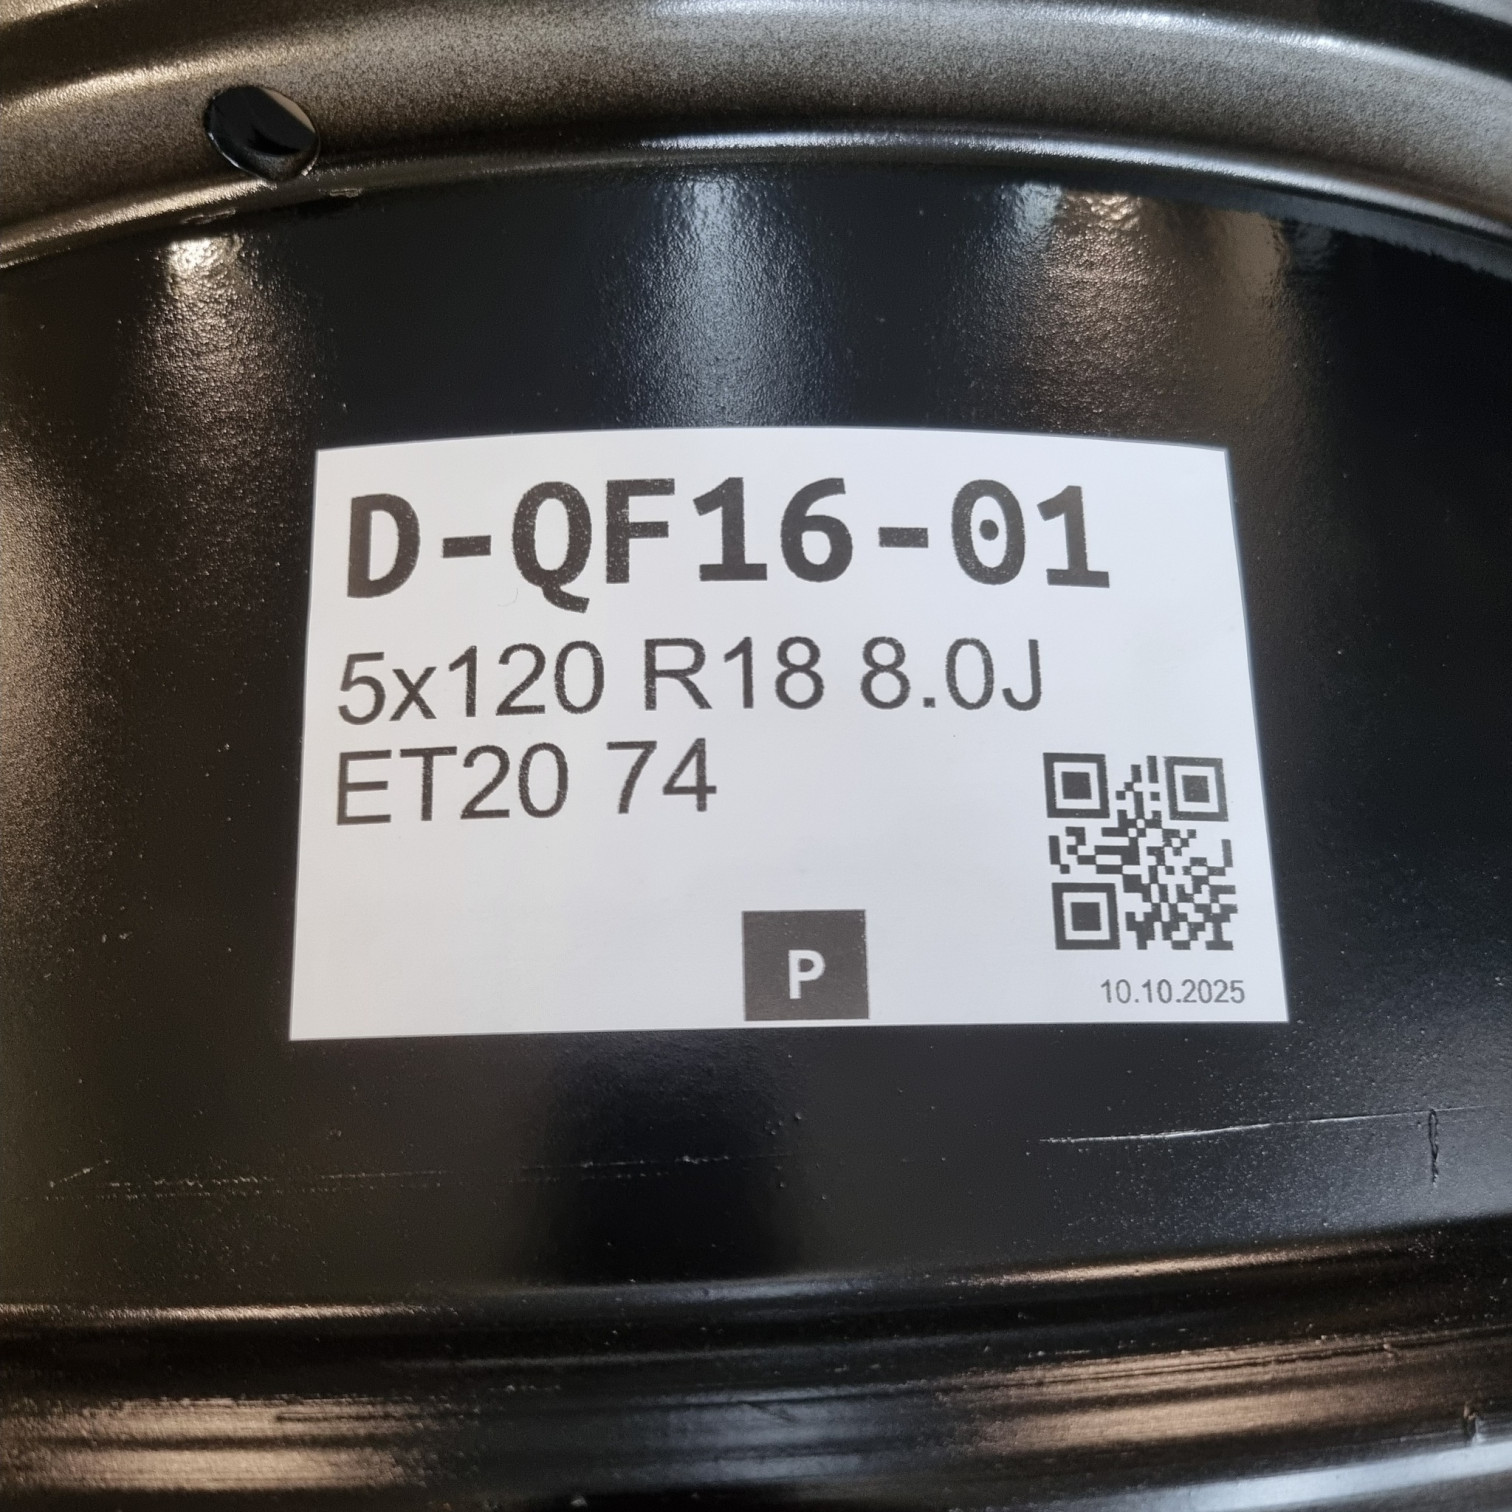 D-QF16-01
5x120 R18 8.0J
ET20 74
P
10.10.2025